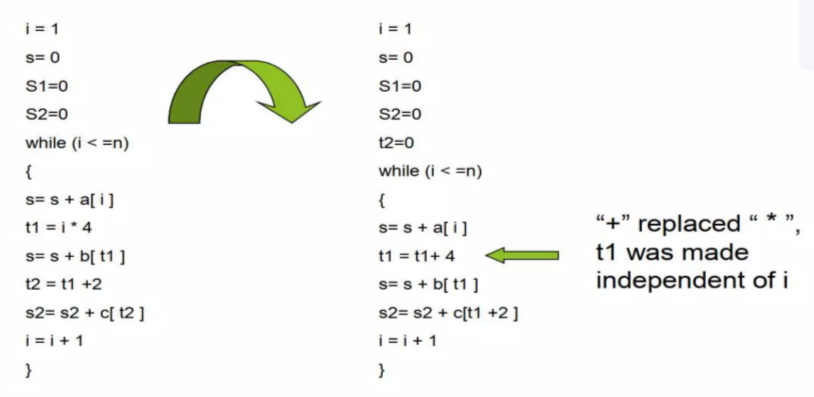 i = 1
s= 0
S1=0
S2=0
while (i < =n)
{
s= s + a[ i ]
t1 = i * 4
s= s + b[ t1 ]
t2 = t1 +2
s2= s2 + c[ t2 ]
i = i + 1
}
i = 1
s= 0
S1=0
S2=0
t2=0
while (i < =n)
{
s= s + a[ i ]
t1 = t1+ 4
s= s + b[ t1 ]
s2= s2 + c[t1 +2 ]
i = i + 1
}
“+” replaced “ * ”,
t1 was made
independent of i